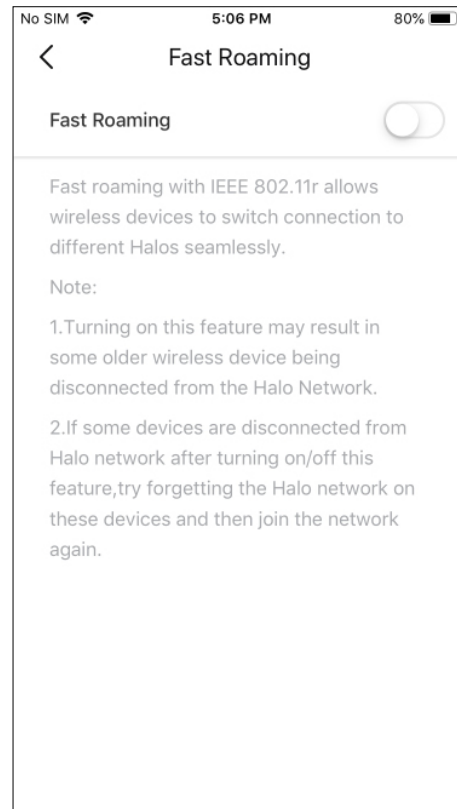 No SIM 5:06 PM 80%
Fast Roaming
Fast Roaming
Fast roaming with IEEE 802.11r allows
wireless devices to switch connection to
different Halos seamlessly.
Note:
1.Turning on this feature may result in
some older wireless device being
disconnected from the Halo Network.
2.If some devices are disconnected from
Halo network after turning on/off this
feature,try forgetting the Halo network on
these devices and then join the network
again.